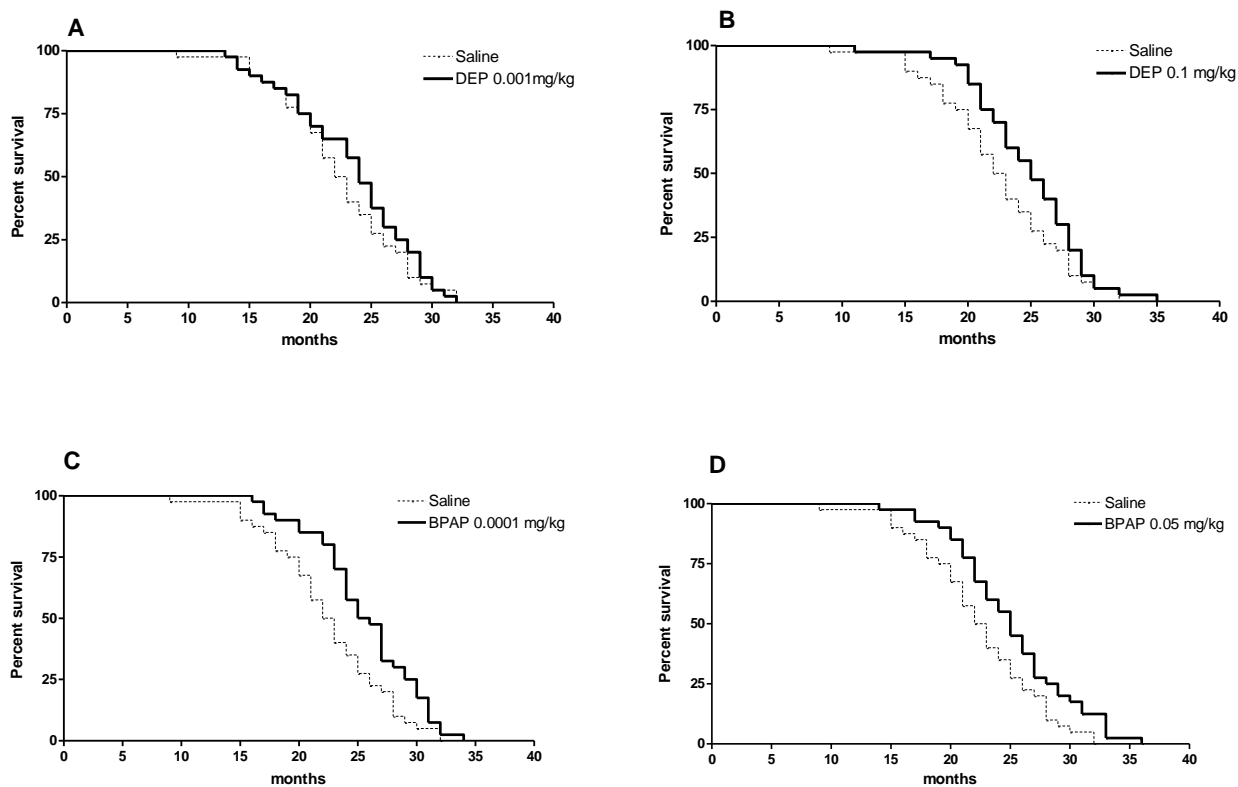 A
Saline
DEP 0.001mg/kg
Percent survival
100
75
50
25
0
0 5 10 15 20 25 30 35 40
months
B
Saline
DEP 0.1 mg/kg
Percent survival
100
75
50
25
0
0 5 10 15 20 25 30 35 40
months
C
Saline
BPAP 0.0001 mg/kg
Percent survival
100
75
50
25
0
0 5 10 15 20 25 30 35 40
months
D
Saline
BPAP 0.05 mg/kg
Percent survival
100
75
50
25
0
0 5 10 15 20 25 30 35 40
months